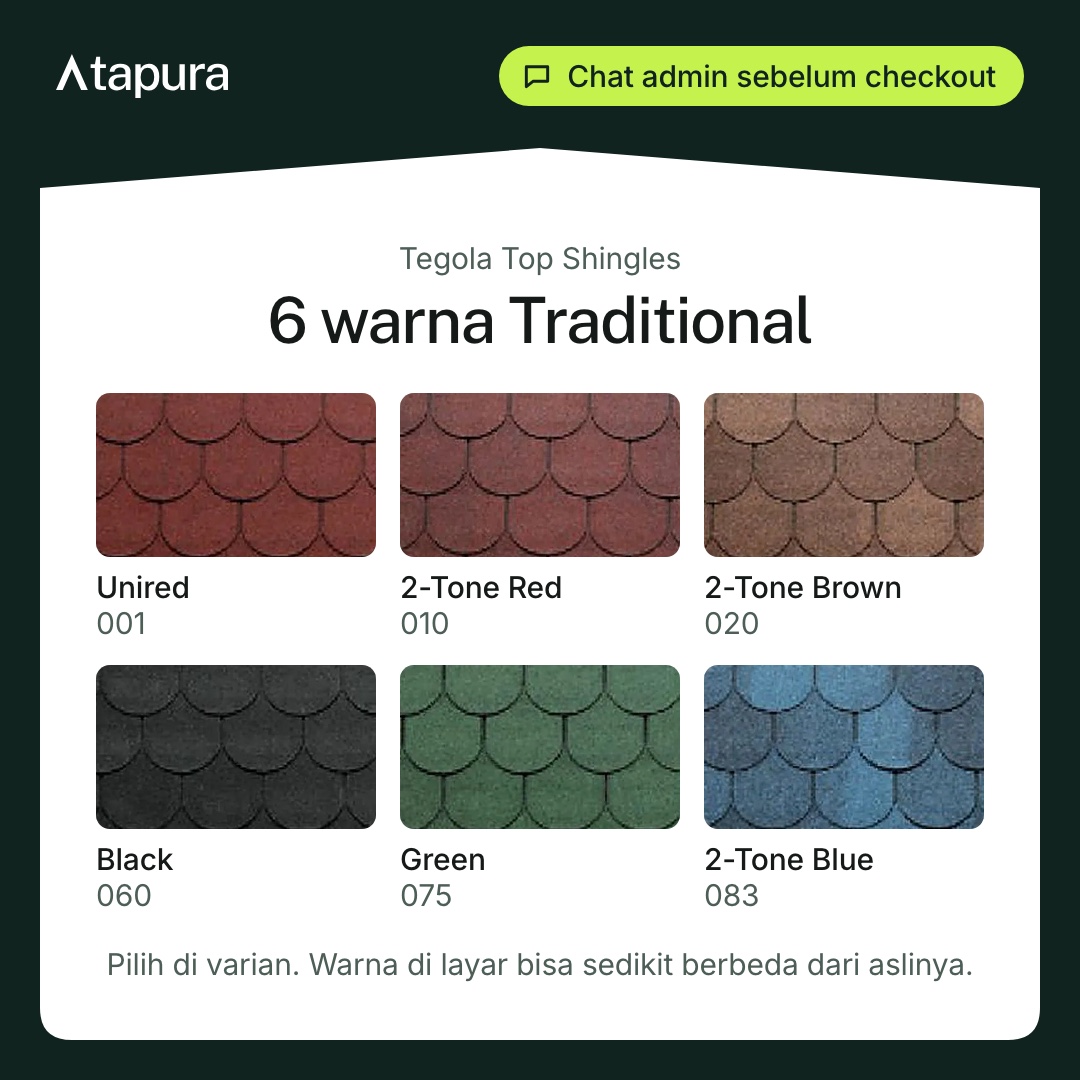 Atapura
Chat admin sebelum checkout
Tegola Top Shingles
6 warna Traditional
Unired
001
2-Tone Red
010
2-Tone Brown
020
Black
060
Green
075
2-Tone Blue
083
Pilih di varian. Warna di layar bisa sedikit berbeda dari aslinya.